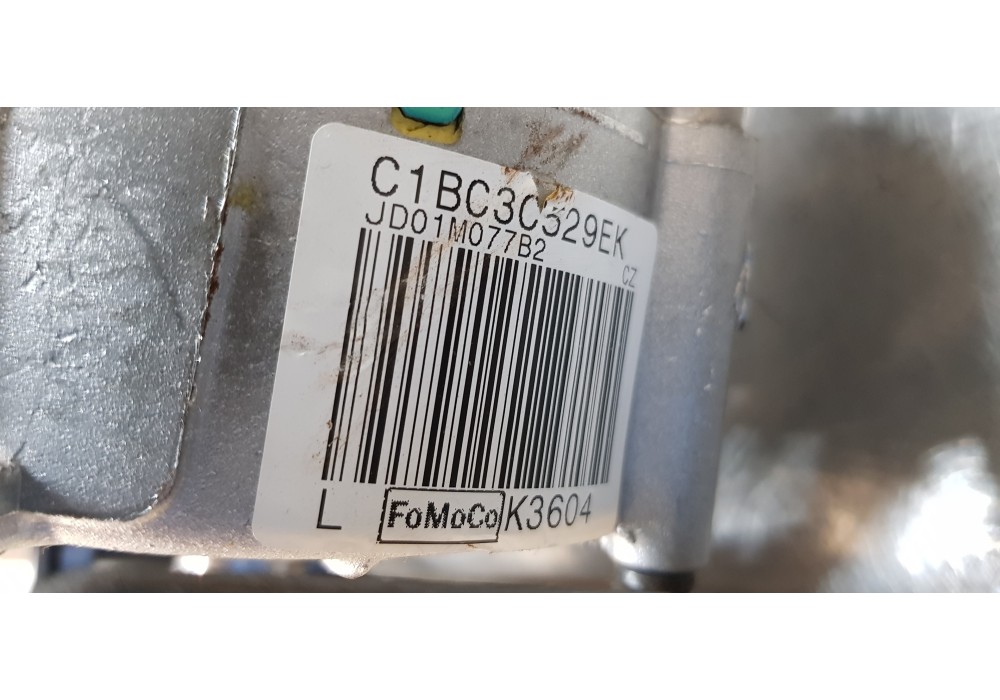 C1BC3C529EK
JD01M077B2
CZ
L FoMoCo K3604